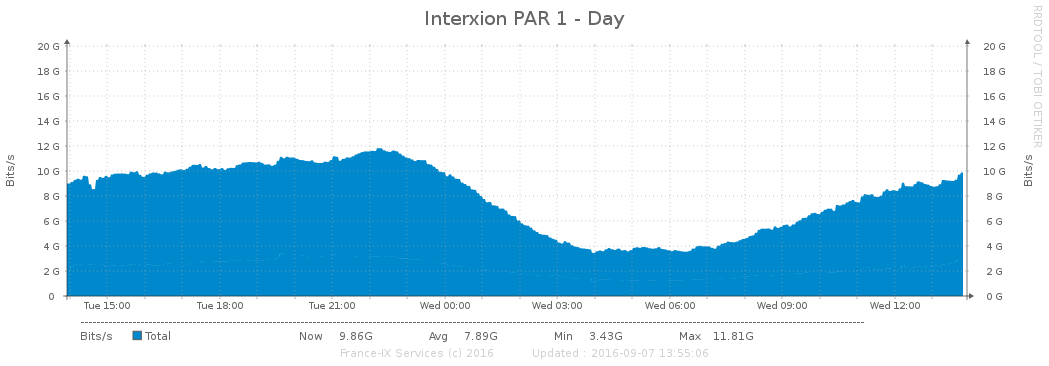 Interxion PAR 1 - Day
RRDTOOL / TOBI OETIKER
Bits/s
20 G
18 G
16 G
14 G
12 G
10 G
8 G
6 G
4 G
2 G
0
20 G
18 G
16 G
14 G
12 G
10 G
8 G
6 G
4 G
2 G
0 G
Bits/s
Tue 15:00 Tue 18:00 Tue 21:00 Wed 00:00 Wed 03:00 Wed 06:00 Wed 09:00 Wed 12:00
Bits/s Total Now 9.86G Avg 7.89G Min 3.43G Max 11.81G
France-IX Services (c) 2016 Updated : 2016-09-07 13:55:06